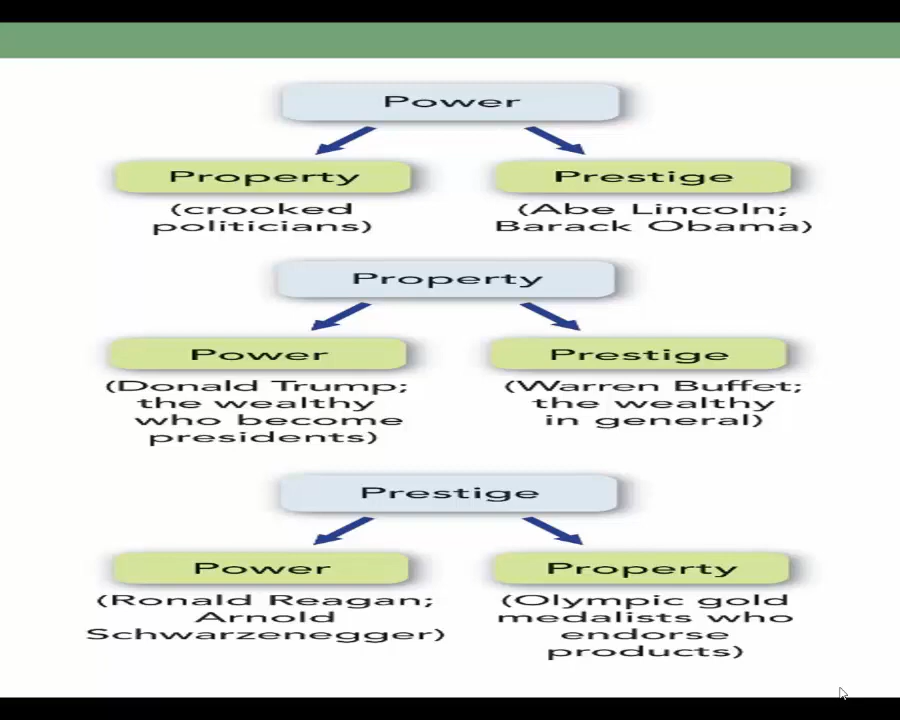 Power
Property
Prestige
(crooked
politicians)
(Abe Lincoln;
Barack Obama)
Property
Power
Prestige
(Donald Trump;
the wealthy
who become
presidents)
(Warren Buffet;
the wealthy
in general)
Prestige
Power
Property
(Ronald Reagan;
Arnold
Schwarzenegger)
(Olympic gold
medalists who
endorse
products)